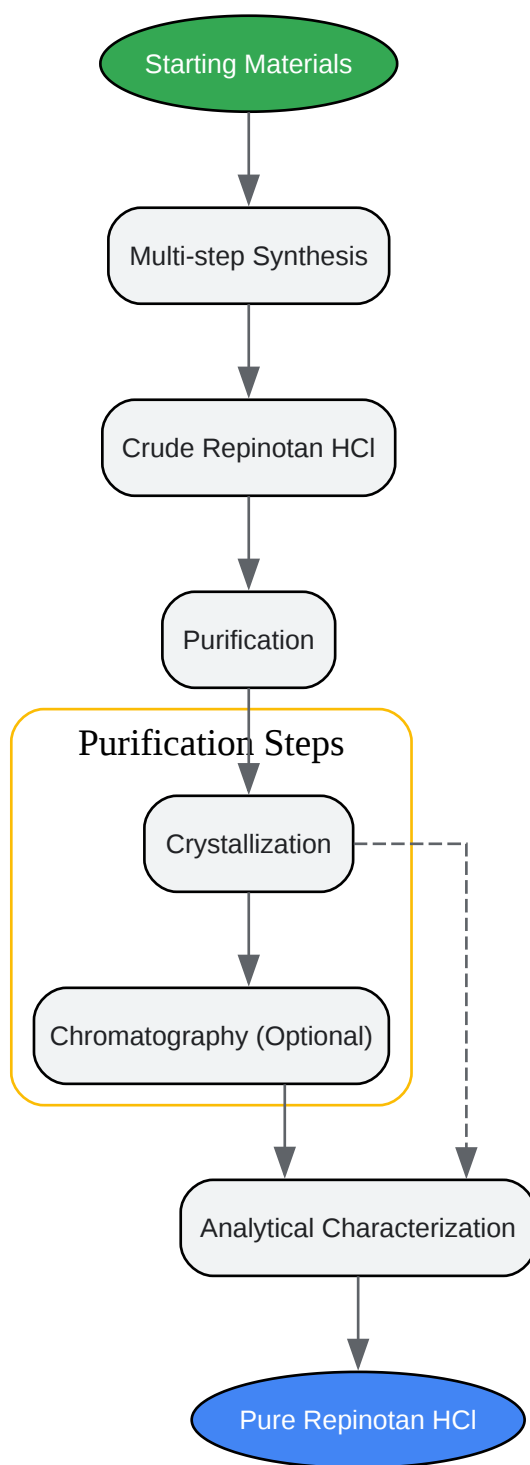 Starting Materials
Multi-step Synthesis
Crude Repinotan HCl
Purification
Purification Steps
Crystallization
Chromatography (Optional)
Analytical Characterization
Pure Repinotan HCl